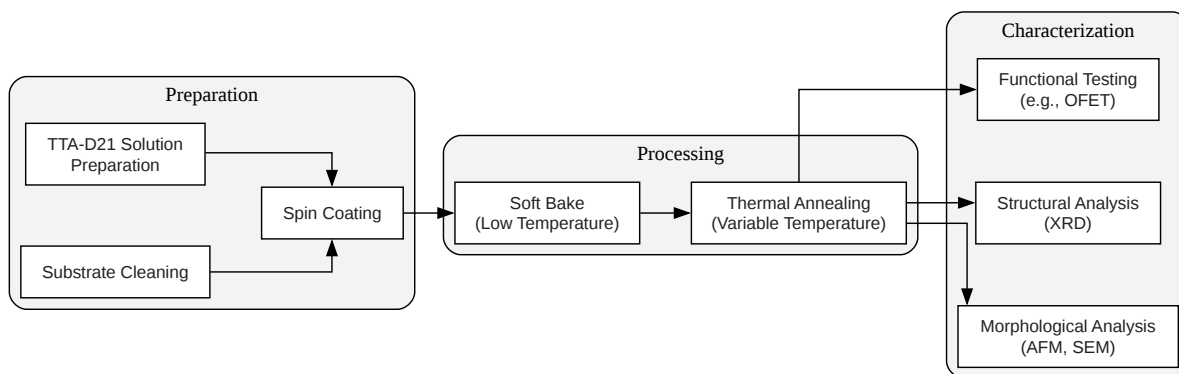 Preparation
TTA-D21 Solution
Preparation
Spin Coating
Substrate Cleaning
Processing
Soft Bake
(Low Temperature)
Thermal Annealing
(Variable Temperature)
Characterization
Functional Testing
(e.g., OFET)
Structural Analysis
(XRD)
Morphological Analysis
(AFM, SEM)